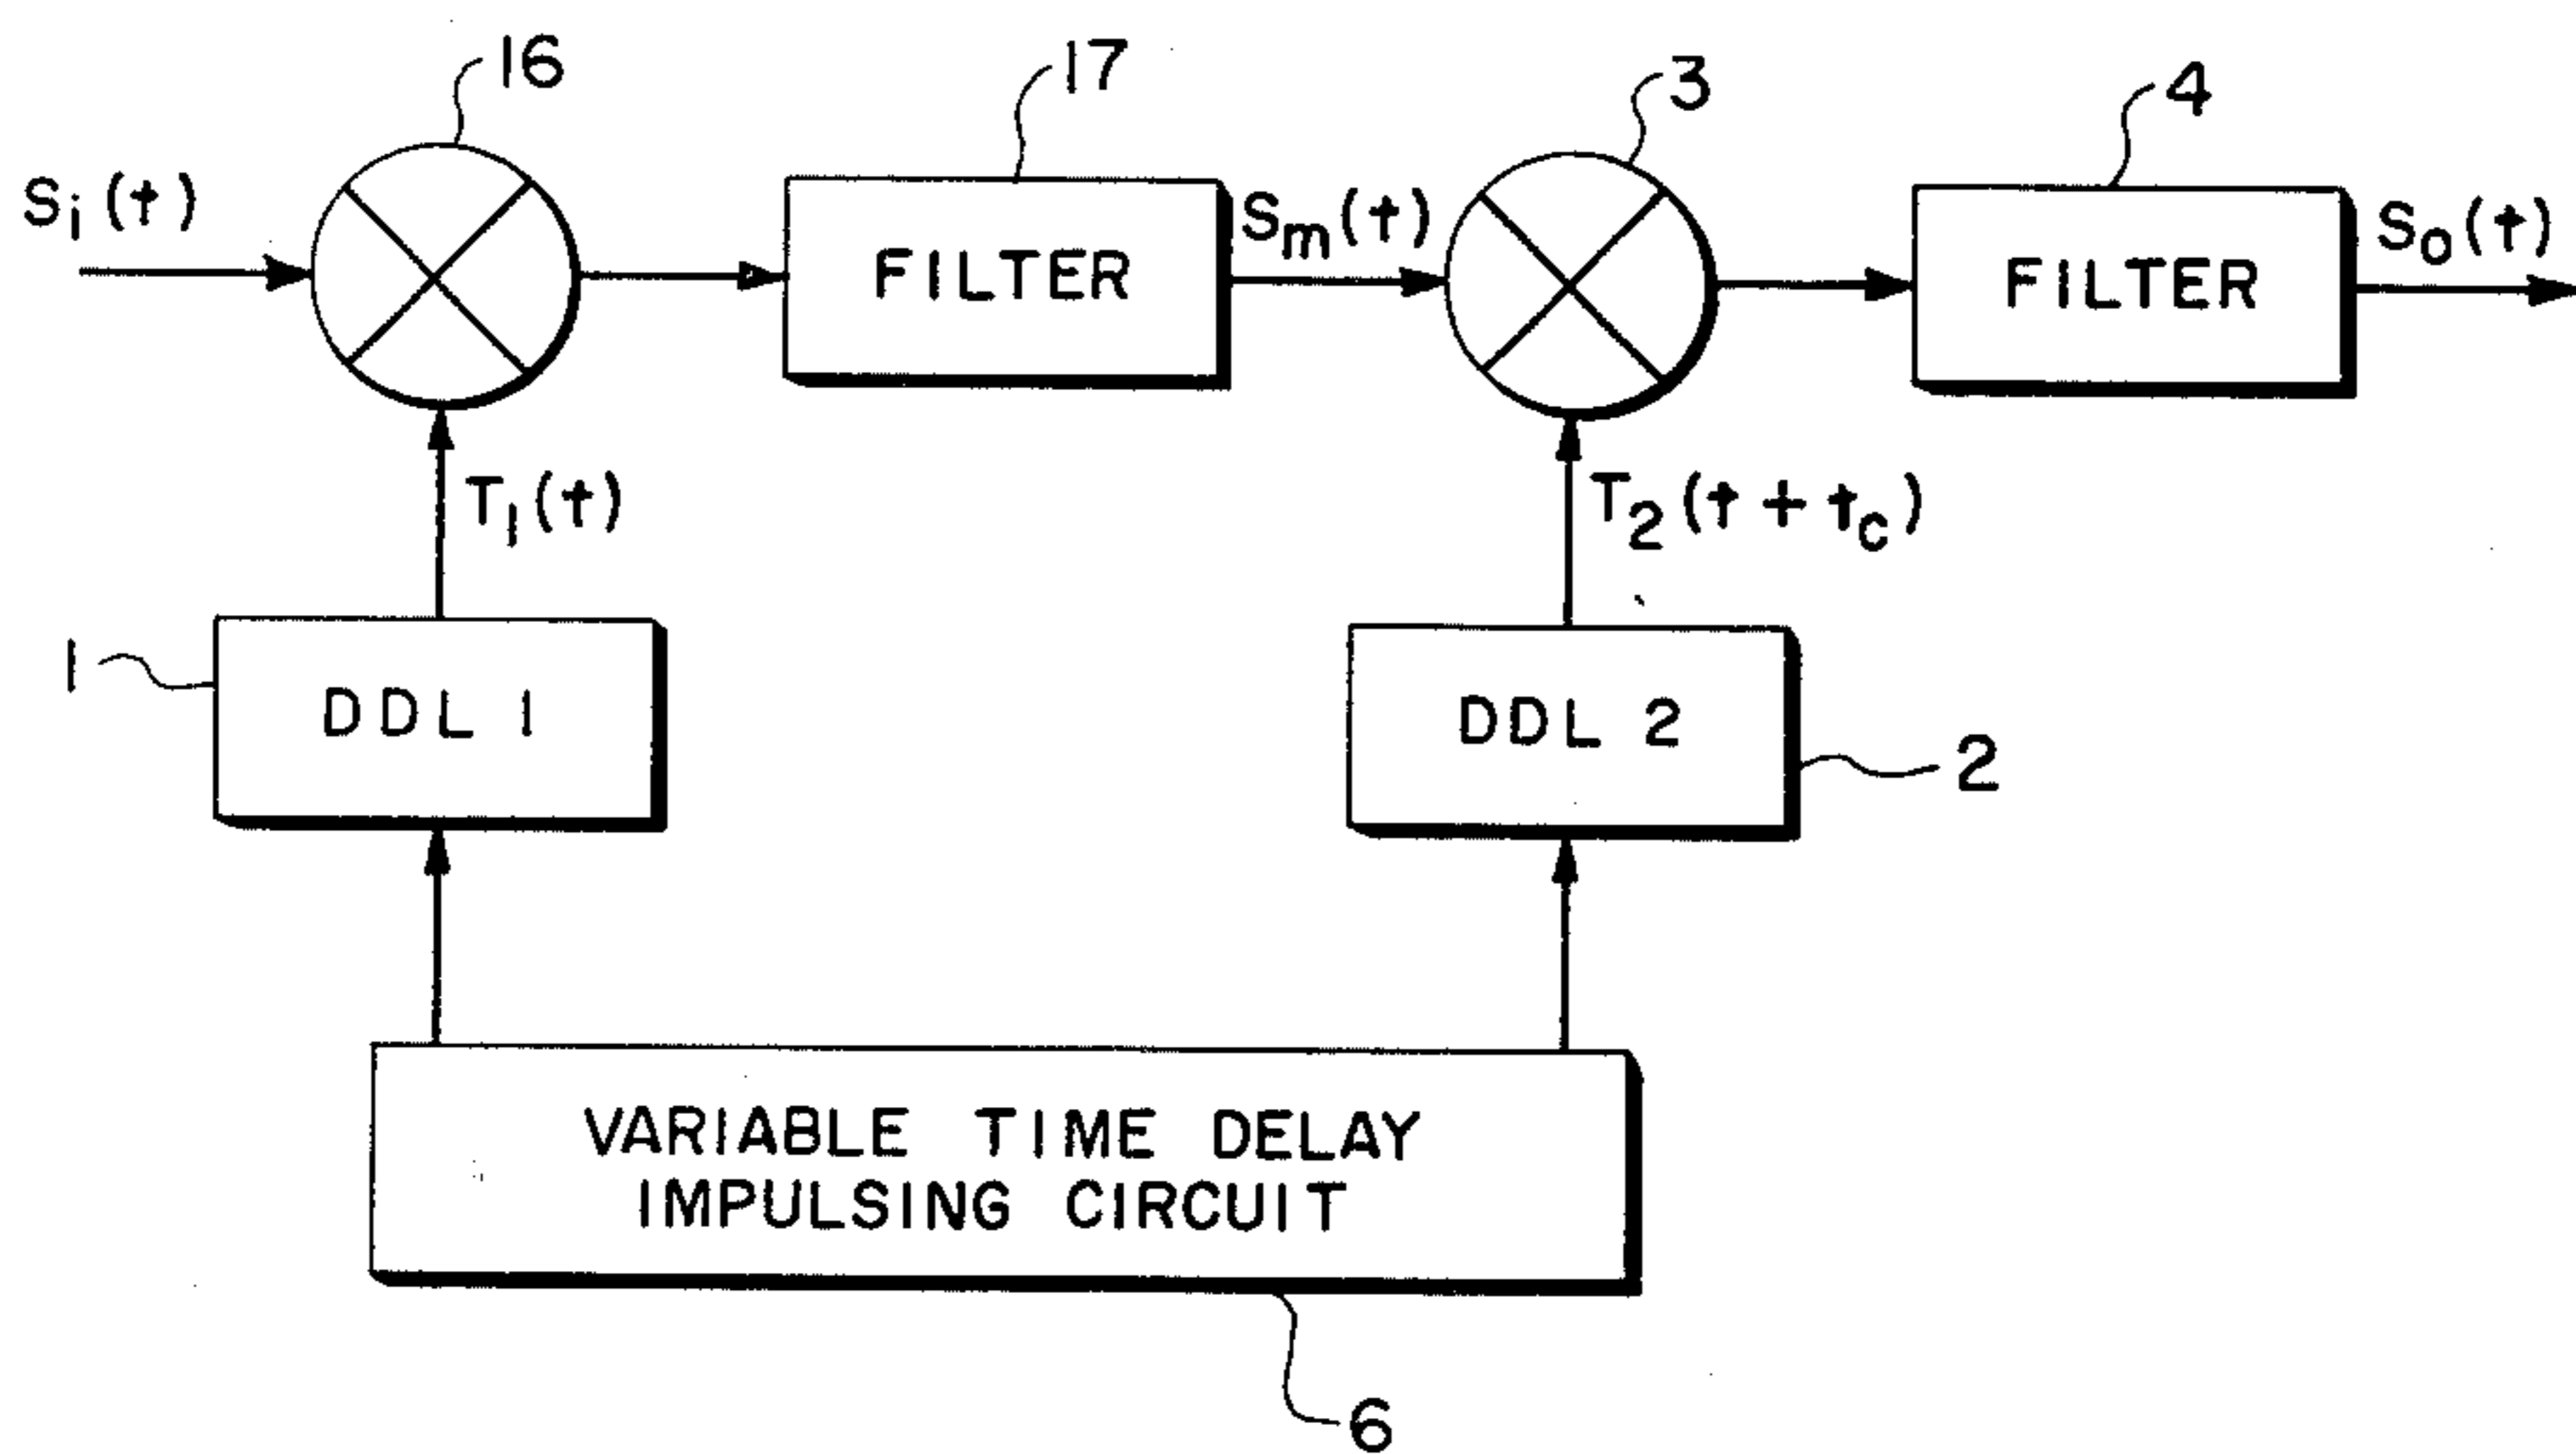 16
17
3
4
Si(t)
FILTER
Sm(t)
FILTER
So(t)
T1(t)
T2(t + tc)
1
DDL 1
DDL 2
2
VARIABLE TIME DELAY
IMPULSING CIRCUIT
6